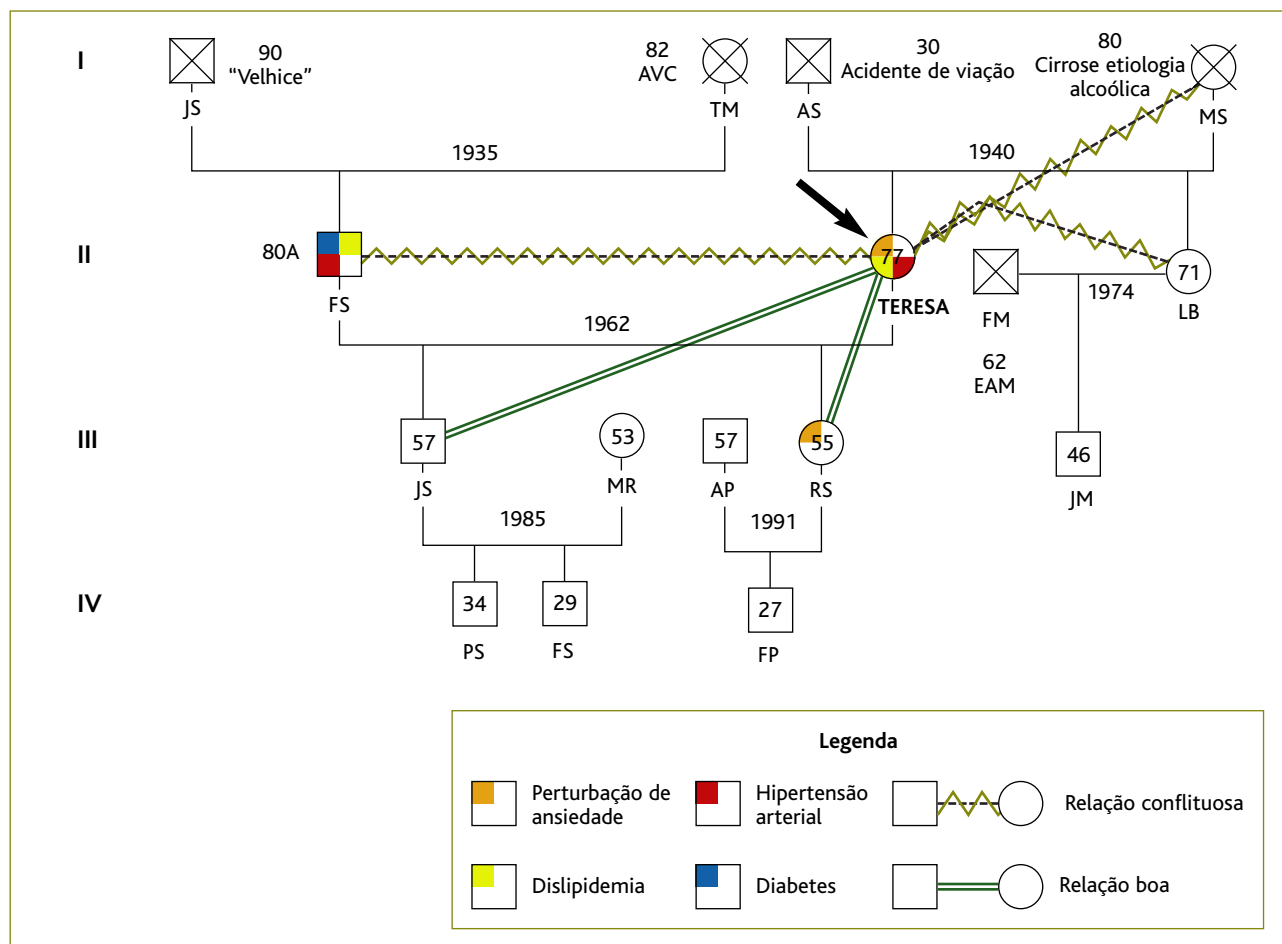 I
90
“Velhice”
JS
82
AVC
TM
30
Acidente de viação
AS
80
Cirrose etiologia
alcoólica
MS
1935
1940
II
80A
FS
77
TERESA
FM
62
EAM
71
LB
1974
1962
III
57
JS
53
MR
57
AP
55
RS
46
JM
1985
1991
IV
34
PS
29
FS
27
FP
Legenda
Perturbação de
ansiedade
Hipertensão
arterial
Relação conflituosa
Dislipidemia
Diabetes
Relação boa